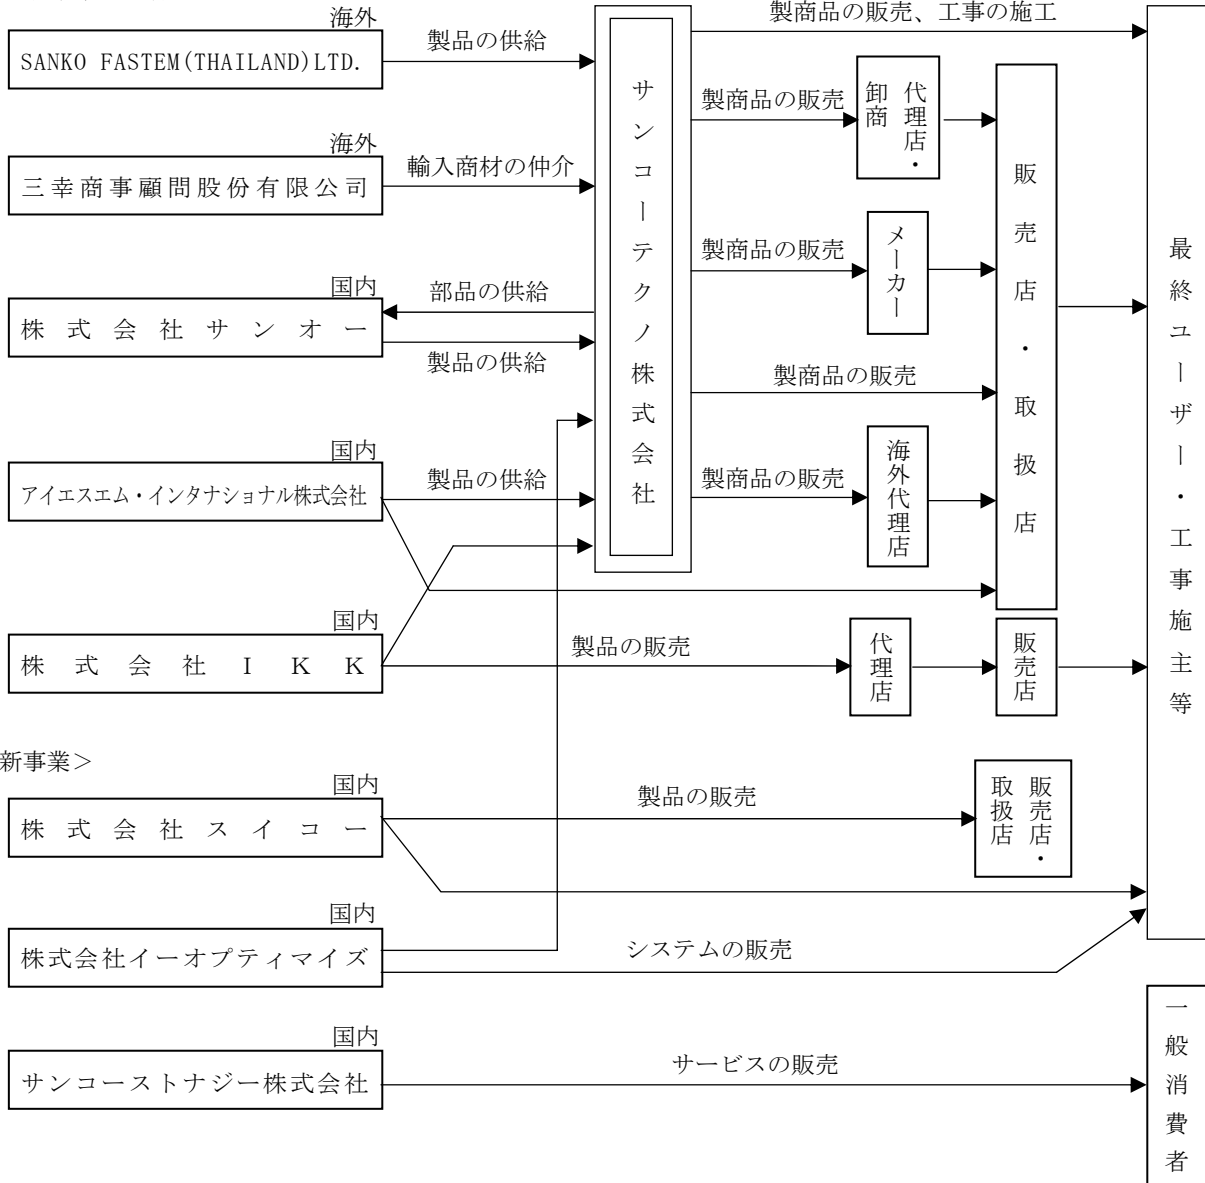 製商品の販売、工事の施工
海外
SANKO FASTEM(THAILAND)LTD.
製品の供給
海外
三幸商事顧問股份有限公司
輸入商材の仲介
国内
株式会社サンオー
部品の供給
製品の供給
国内
アイエスエム・インタナショナル株式会社
製品の供給
国内
株式会社ＩＫＫ
サンコーテクノ株式会社
製商品の販売
代理店・
卸商
製商品の販売
メーカー
製商品の販売
製商品の販売
海外代理店
販売店・取扱店
製品の販売
代理店
販売店
最終ユーザー・工事施主等
新事業＞
国内
株式会社スイコー
製品の販売
販売店・
取扱店
国内
株式会社イーオプティマイズ
システムの販売
国内
サンコーストナジー株式会社
サービスの販売
一般消費者